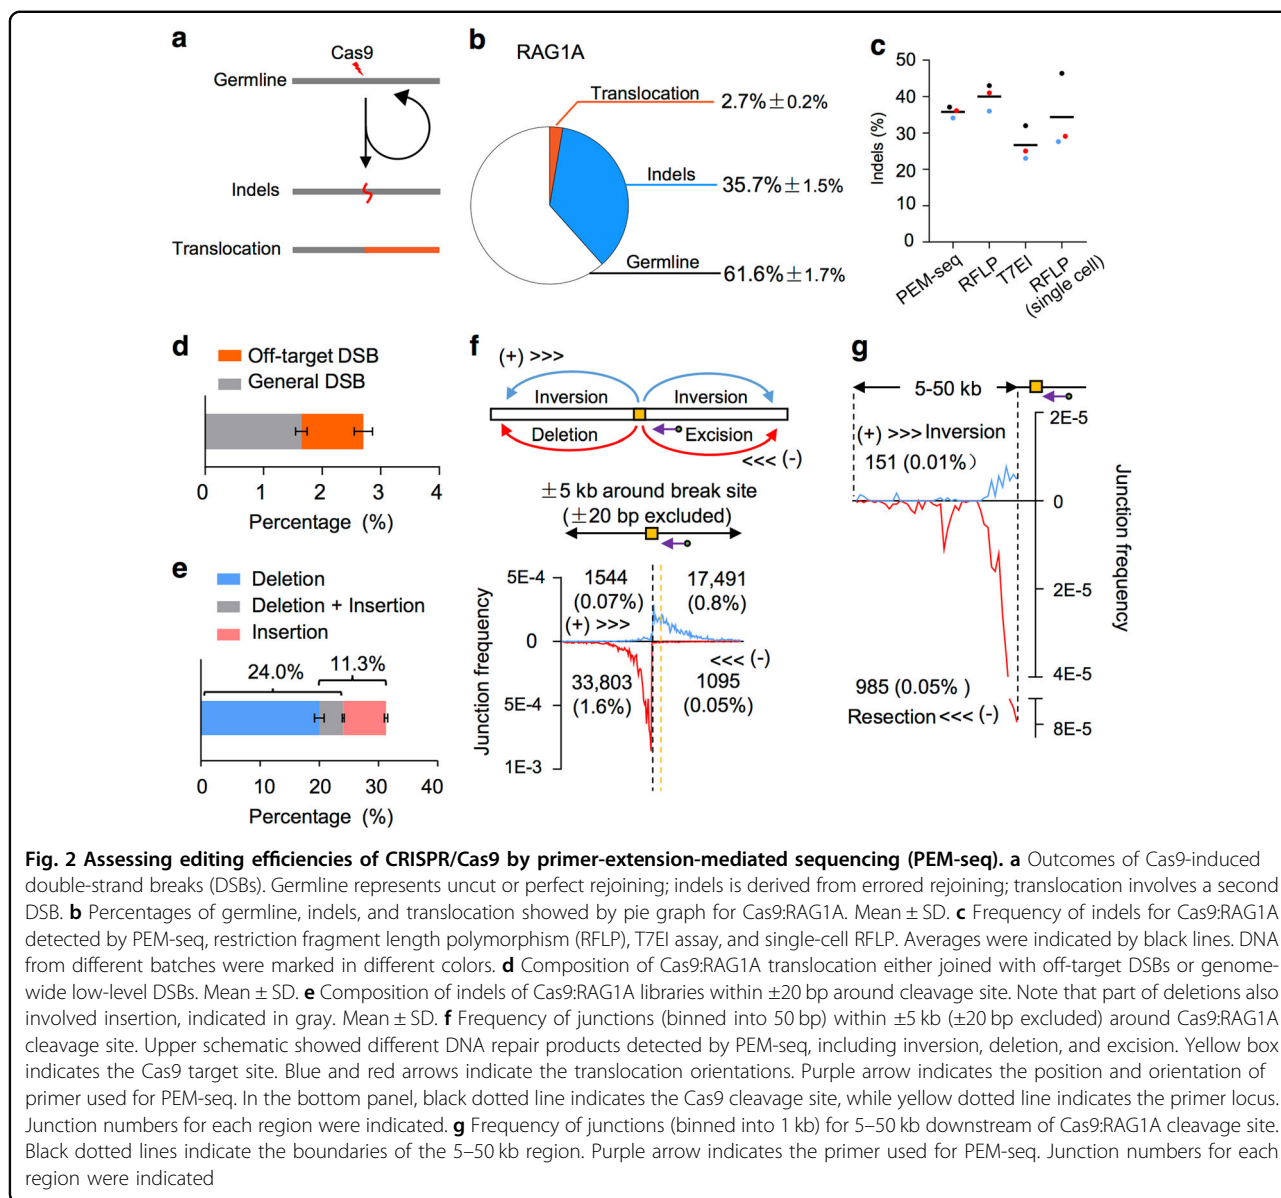 a
Cas9
Germline
Indels
Translocation
b
RAG1A
Translocation
2.7%±0.2%
Indels
35.7%±1.5%
Germline
61.6%±1.7%
c
50
40
30
20
10
0
Indels (%)
PEM-seq
RFLP
T7EI
RFLP
(single cell)
d
Off-target DSB
General DSB
0 1 2 3 4
Percentage (%)
e
Deletion
Deletion + Insertion
Insertion
24.0%
11.3%
0 10 20 30 40
Percentage (%)
f
(+) >>>
Inversion Inversion
Deletion Excision
<<< (-)
±5 kb around break site
(±20 bp excluded)
5E-4
0
5E-4
1E-3
Junction frequency
1544
(0.07%)
(+) >>>
17,491
(0.8%)
<<< (-)
33,803
(1.6%)
1095
(0.05%)
g
5-50 kb
2E-5
(+) >>> Inversion
151 (0.01%)
0
2E-5
4E-5
8E-5
Junction frequency
985 (0.05% )
Resection <<< (-)
Fig. 2 Assessing editing efficiencies of CRISPR/Cas9 by primer-extension-mediated sequencing (PEM-seq). a Outcomes of Cas9-induced
double-strand breaks (DSBs). Germline represents uncut or perfect rejoining; indels is derived from errored rejoining; translocation involves a second
DSB. b Percentages of germline, indels, and translocation showed by pie graph for Cas9:RAG1A. Mean ± SD. c Frequency of indels for Cas9:RAG1A
detected by PEM-seq, restriction fragment length polymorphism (RFLP), T7EI assay, and single-cell RFLP. Averages were indicated by black lines. DNA
from different batches were marked in different colors. d Composition of Cas9:RAG1A translocation either joined with off-target DSBs or genome-
wide low-level DSBs. Mean ± SD. e Composition of indels of Cas9:RAG1A libraries within ±20 bp around cleavage site. Note that part of deletions also
involved insertion, indicated in gray. Mean ± SD. f Frequency of junctions (binned into 50 bp) within ±5 kb (±20 bp excluded) around Cas9:RAG1A
cleavage site. Upper schematic showed different DNA repair products detected by PEM-seq, including inversion, deletion, and excision. Yellow box
indicates the Cas9 target site. Blue and red arrows indicate the translocation orientations. Purple arrow indicates the position and orientation of
primer used for PEM-seq. In the bottom panel, black dotted line indicates the Cas9 cleavage site, while yellow dotted line indicates the primer locus.
Junction numbers for each region were indicated. g Frequency of junctions (binned into 1 kb) for 5–50 kb downstream of Cas9:RAG1A cleavage site.
Black dotted lines indicate the boundaries of the 5–50 kb region. Purple arrow indicates the primer used for PEM-seq. Junction numbers for each
region were indicated